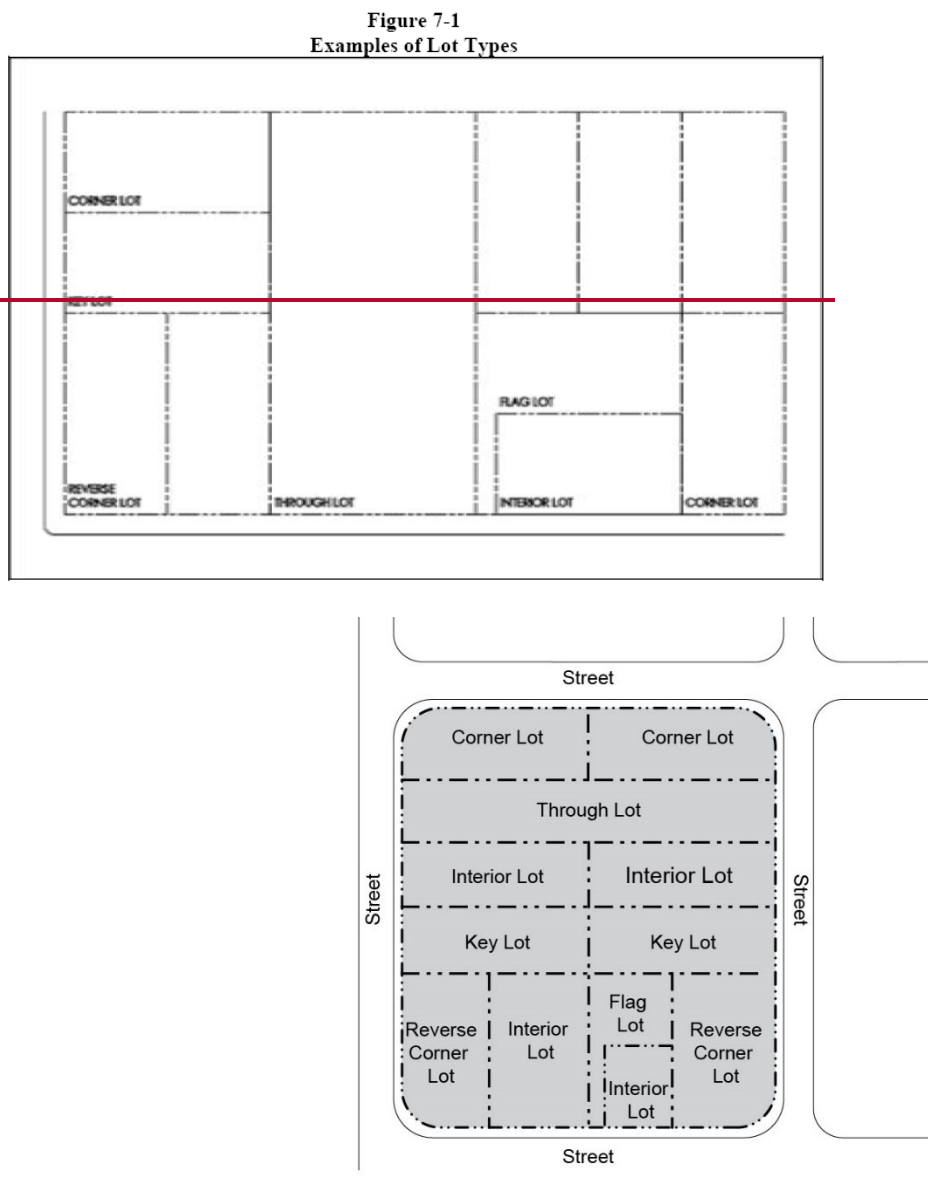 Figure 7-1
Examples of Lot Types
CORNER LOT
KEY LOT
FLAG LOT
REVERSE
CORNER LOT
THROUGH LOT
INTERIOR LOT
CORNER LOT
Street
Corner Lot
Corner Lot
Through Lot
Interior Lot
Interior Lot
Street
Street
Key Lot
Key Lot
Flag
Lot
Reverse
Corner
Lot
Interior
Lot
Reverse
Corner
Lot
Interior
Lot
Street